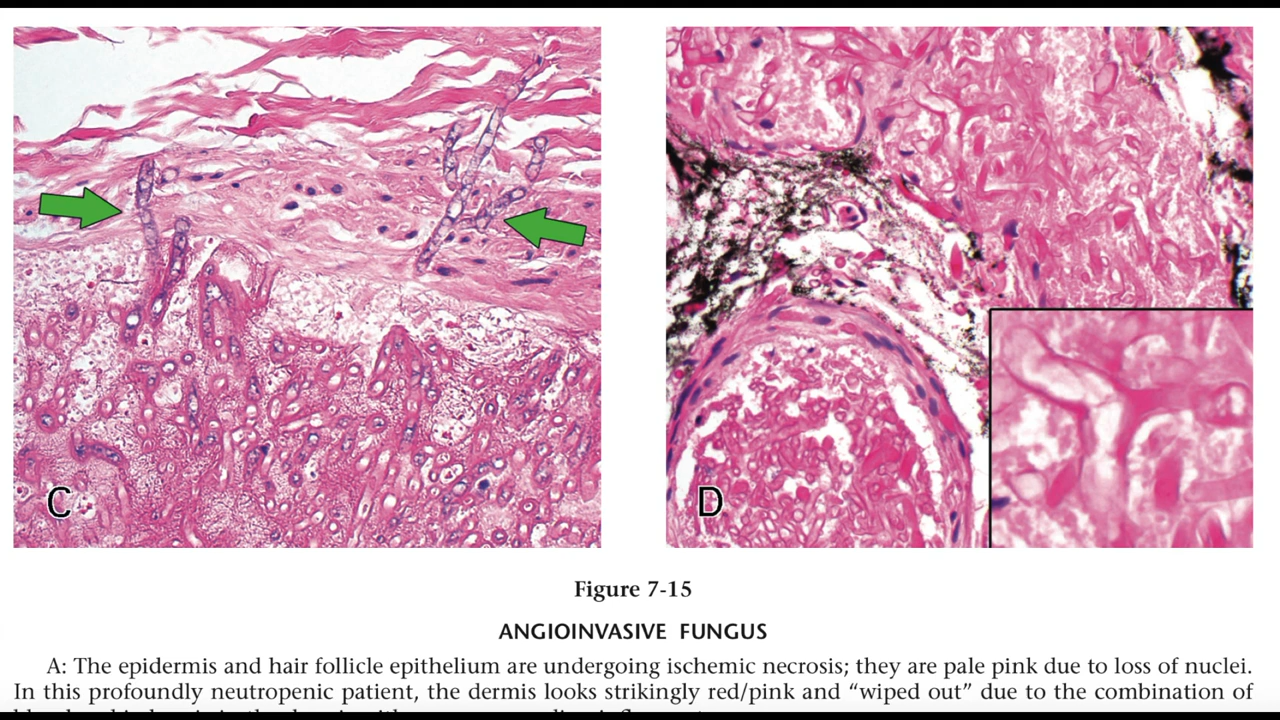 C
D
Figure 7-15
ANGIOINVASIVE FUNGUS
A: The epidermis and hair follicle epithelium are undergoing ischemic necrosis; they are pale pink due to loss of nuclei.
In this profoundly neutropenic patient, the dermis looks strikingly red/pink and “wiped out” due to the combination of